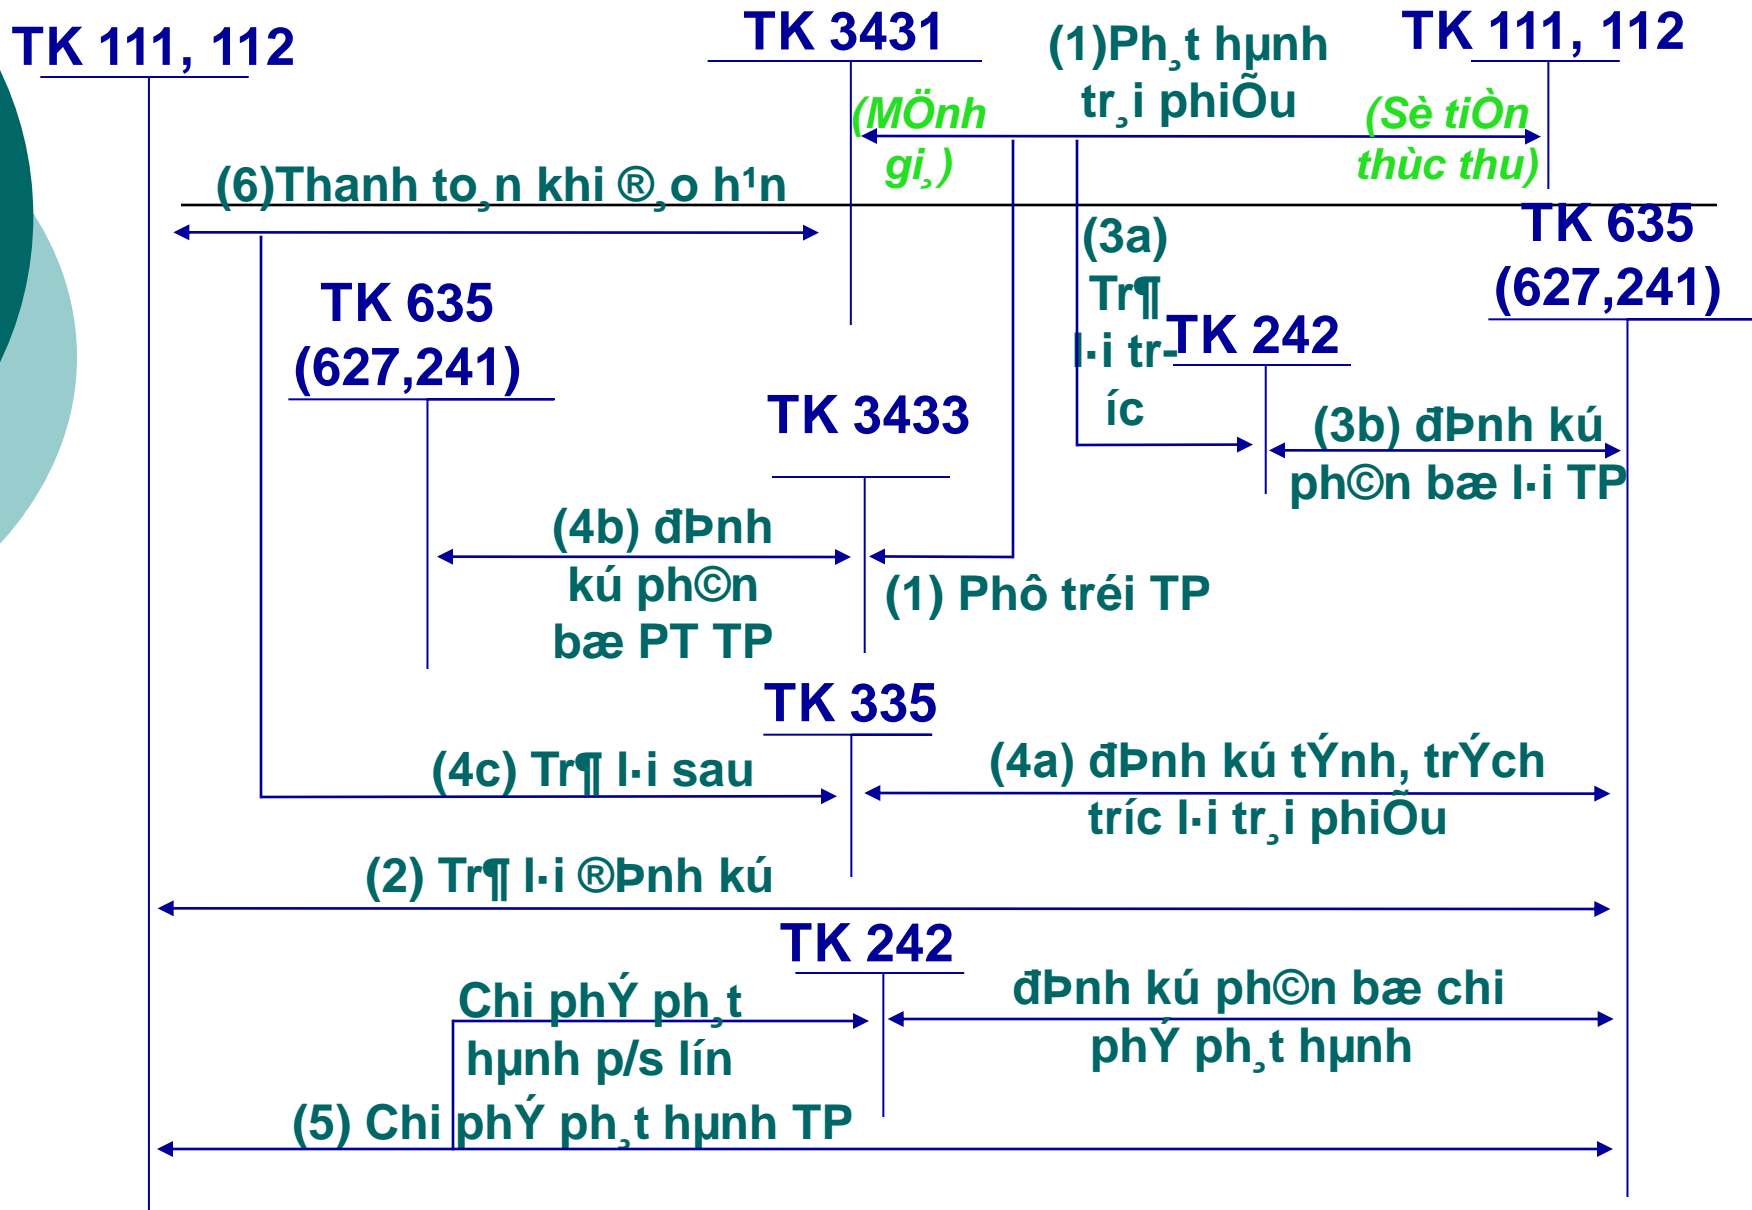 TK 111, 112
TK 3431
(1)Ph¸t hµnh
tr¸i phiÕu
TK 111, 112
(MÖnh
gi¸)
(Sè tiÒn
thùc thu)
(6)Thanh to¸n khi ®¸o h¹n
TK 635
(627,241)
(3a)
Tr¶
l·i tr-
íc
TK 635
(627,241)
TK 242
TK 3433
(3b) đÞnh kú
ph©n bæ l·i TP
(4b) đÞnh
kú ph©n
bæ PT TP
(1) Phô tréi TP
TK 335
(4c) Tr¶ l·i sau
(4a) đÞnh kú tÝnh, trÝch
tríc l·i tr¸i phiÕu
(2) Tr¶ l·i ®Þnh kú
TK 242
Chi phÝ ph¸t
hµnh p/s lín
đÞnh kú ph©n bæ chi
phÝ ph¸t hµnh
(5) Chi phÝ ph¸t hµnh TP